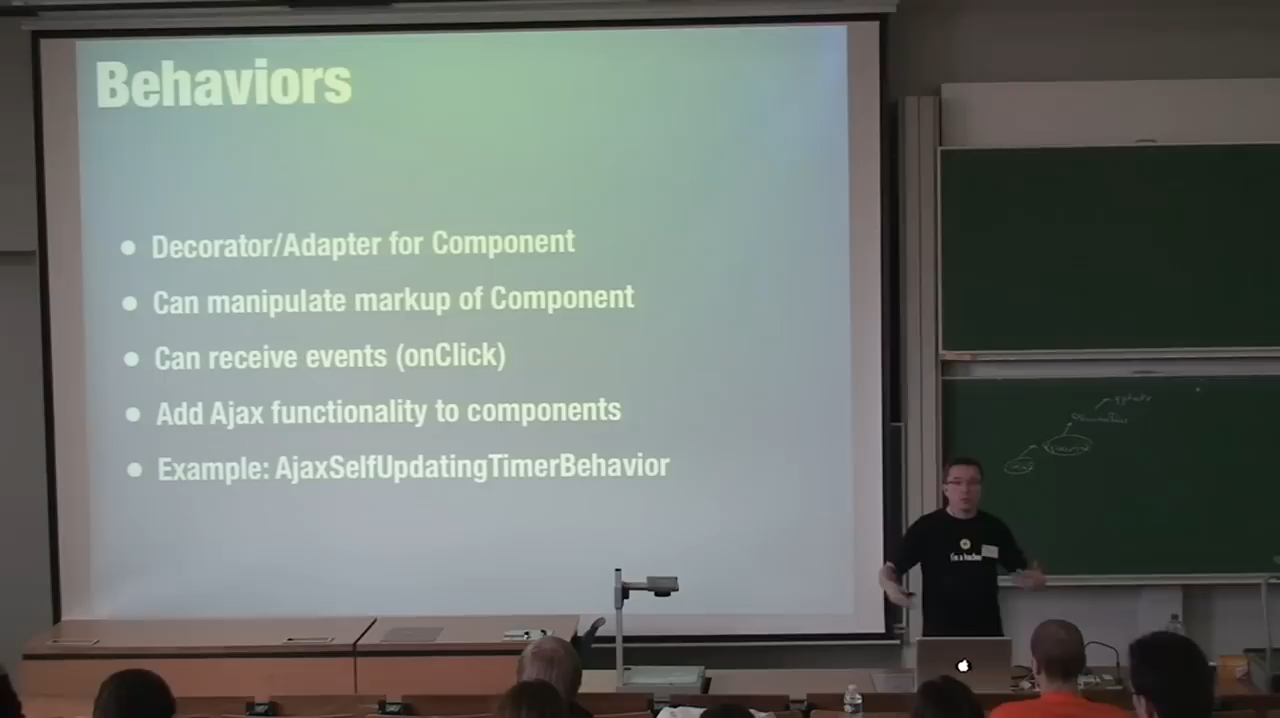 Behaviors
Decorator/Adapter for Component
Can manipulate markup of Component
Can receive events (onClick)
Add Ajax functionality to components
Example: AjaxSelfUpdatingTimerBehavior
I'm a hacker